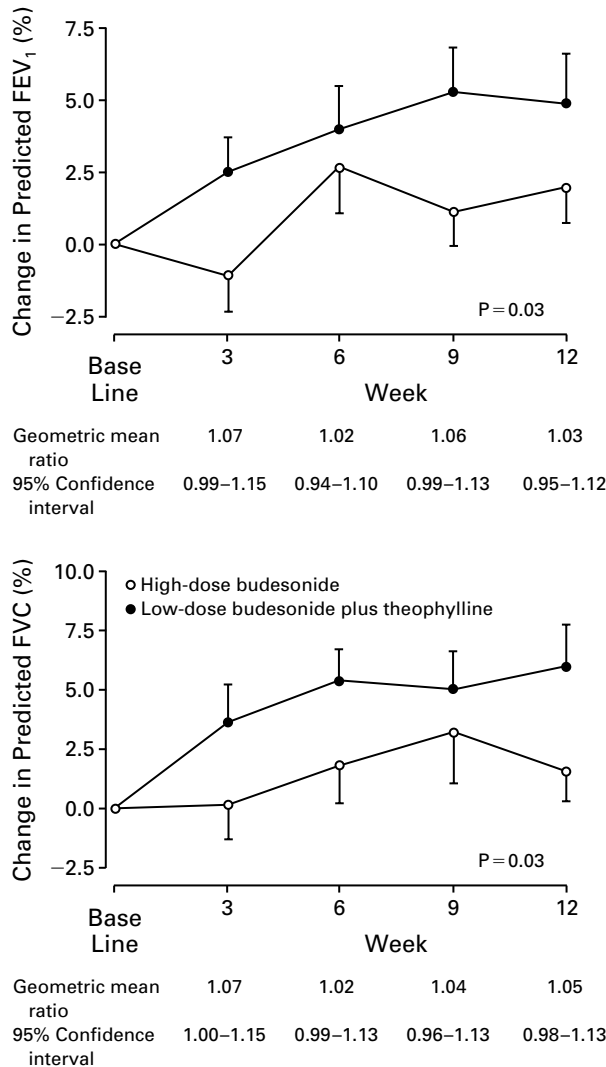 Change in Predicted FEV₁ (%)
7.5
5.0
2.5
0.0
−2.5
P=0.03
Base
Line
3
6
9
12
Week
Geometric mean
ratio
1.07 1.02 1.06 1.03
95% Confidence
interval
0.99–1.15 0.94–1.10 0.99–1.13 0.95–1.12
Change in Predicted FVC (%)
10.0
7.5
5.0
2.5
0.0
−2.5
High-dose budesonide
Low-dose budesonide plus theophylline
P=0.03
Base
Line
3
6
9
12
Week
Geometric mean
ratio
1.07 1.02 1.04 1.05
95% Confidence
interval
1.00–1.15 0.99–1.13 0.96–1.13 0.98–1.13